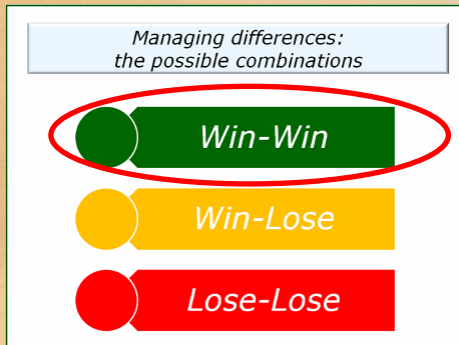 Managing differences:
the possible combinations
Win-Win
Win-Lose
Lose-Lose